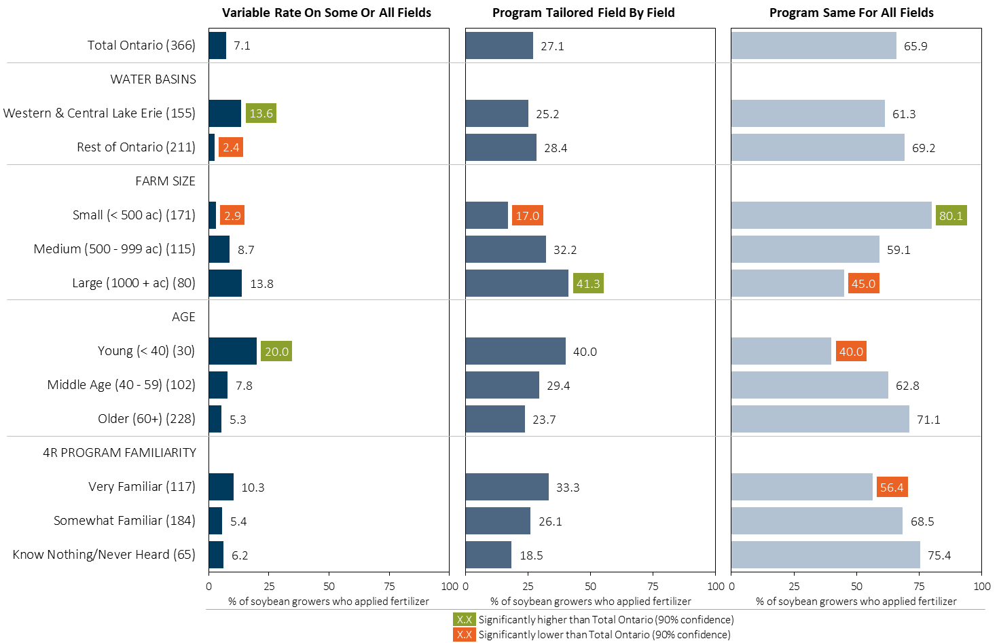 Variable Rate On Some Or All Fields Program Tailored Field By Field Program Same For All Fields
Total Ontario (366) 7.1 27.1 65.9
WATER BASINS
Western & Central Lake Erie (155) 13.6 25.2 61.3
Rest of Ontario (211) 2.4 28.4 69.2
FARM SIZE
Small (< 500 ac) (171) 2.9 17.0 80.1
Medium (500 - 999 ac) (115) 8.7 32.2 59.1
Large (1000 + ac) (80) 13.8 41.3 45.0
AGE
Young (< 40) (30) 20.0 40.0 40.0
Middle Age (40 - 59) (102) 7.8 29.4 62.8
Older (60+) (228) 5.3 23.7 71.1
4R PROGRAM FAMILIARITY
Very Familiar (117) 10.3 33.3 56.4
Somewhat Familiar (184) 5.4 26.1 68.5
Know Nothing/Never Heard (65) 6.2 18.5 75.4
0 25 50 75 100 0 25 50 75 100 0 25 50 75 100
% of soybean growers who applied fertilizer % of soybean growers who applied fertilizer % of soybean growers who applied fertilizer
X.X Significantly higher than Total Ontario (90% confidence)
X.X Significantly lower than Total Ontario (90% confidence)